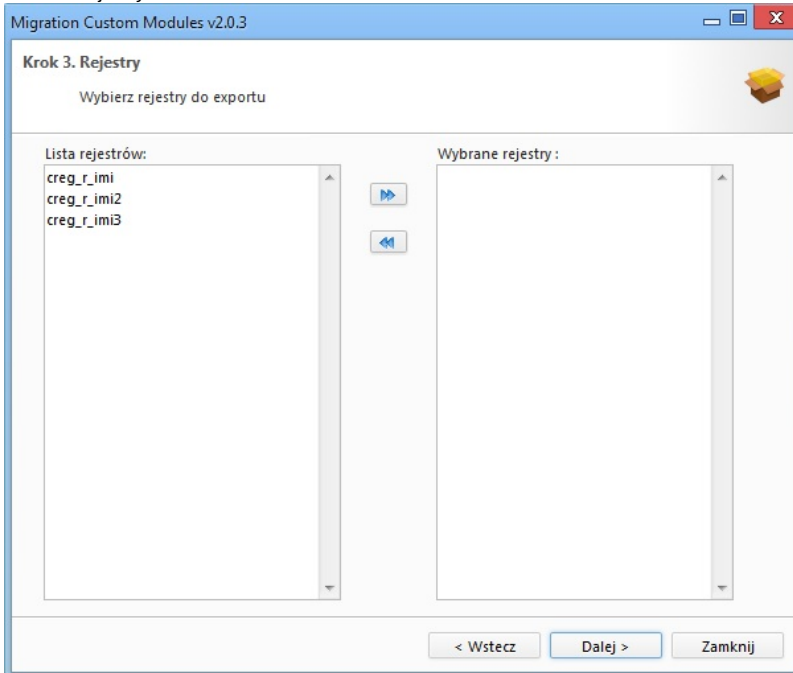 Migration Custom Modules v2.0.3
Krok 3. Rejestry
Wybierz rejestry do exportu
Lista rejestrów:
Wybrane rejestry :
creg_r_imi
creg_r_imi2
creg_r_imi3
< Wstecz
Dalej >
Zamknij